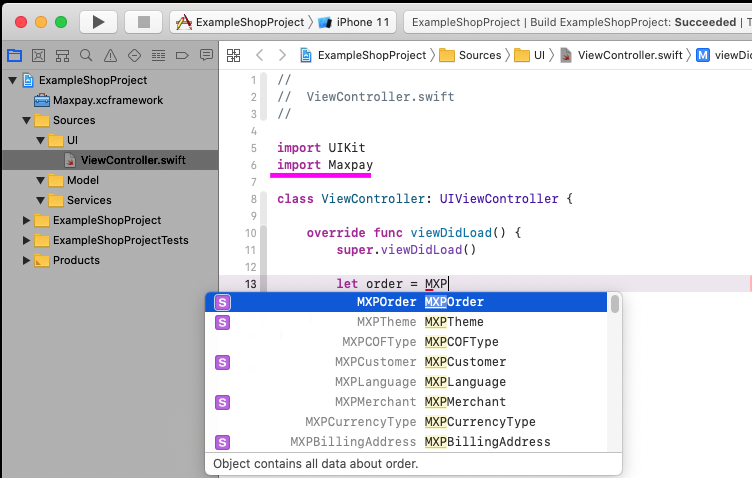 ExampleShopProject
iPhone 11
ExampleShopProject | Build ExampleShopProject: Succeeded | T
ExampleShopProject
Sources
UI
ViewController.swift
viewDi
ExampleShopProject
Maxpay.xcframework
Sources
UI
ViewController.swift
Model
Services
ExampleShopProject
ExampleShopProjectTests
Products
1 //
2 //  ViewController.swift
3 //
4
5 import UIKit
6 import Maxpay
7
8 class ViewController: UIViewController {
9
10 override func viewDidLoad() {
11 super.viewDidLoad()
12
13 let order = MXP
S MXPOrder MXPOrder
S MXPTheme MXPTheme
MXPCOFType MXPCOFType
S MXPCustomer MXPCustomer
MXPLanguage MXPLanguage
S MXPMerchant MXPMerchant
MXPCurrencyType MXPCurrencyType
S MXPBillingAddress MXPBillingAddress
Object contains all data about order.